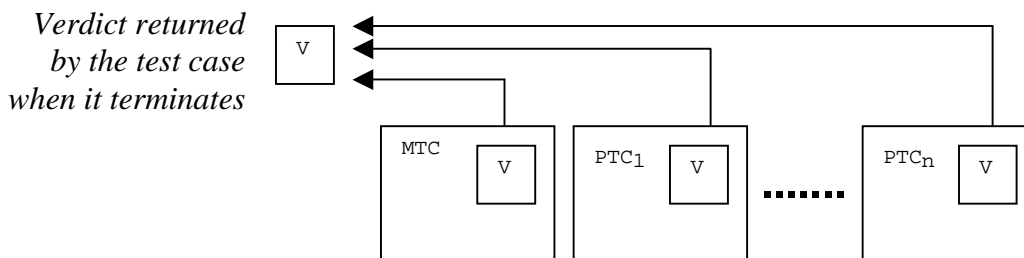 Verdict returned
by the test case
when it terminates
V
MTC
V
PTC1
V
PTCn
V